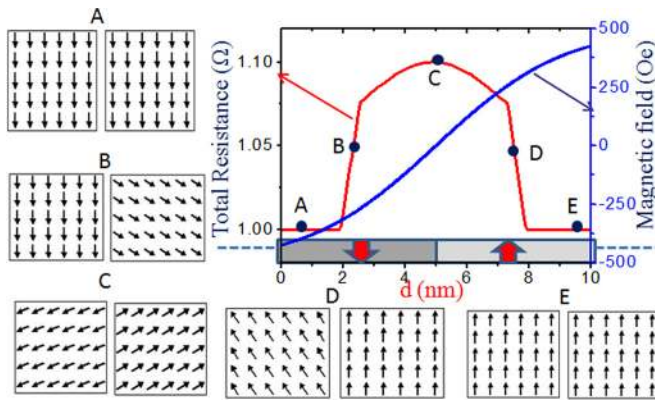 A
B
C
Total Resistance (Ω)
1.10
1.05
1.00
A
B
C
D
E
500
250
0
-250
-500
Magnetic field (Oe)
0 2 4 6 8 10
d (nm)
D
E